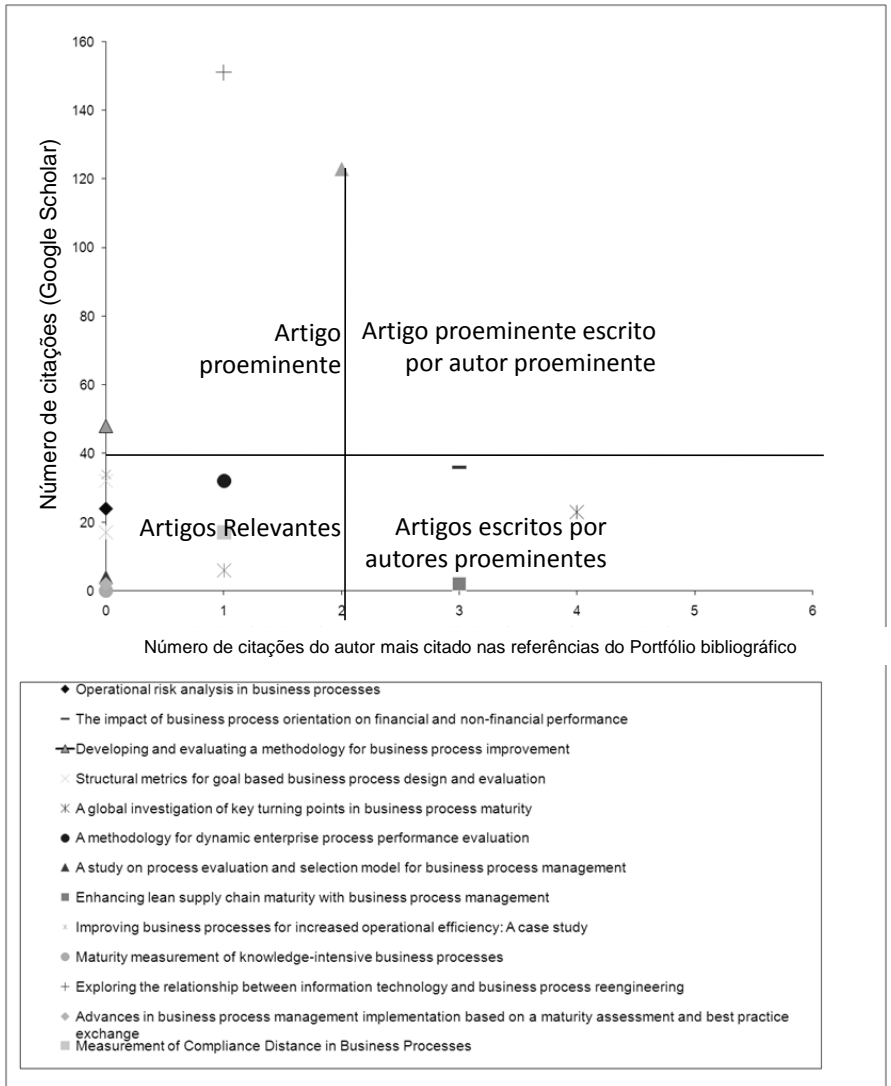 160
140
120
100
80
60
40
20
0
Número de citações (Google Scholar)
Artigo
proeminente
Artigo proeminente escrito
por autor proeminente
Artigos Relevantes
Artigos escritos por
autores proeminentes
0 1 2 3 4 5 6
Número de citações do autor mais citado nas referências do Portfólio bibliográfico
Operational risk analysis in business processes
The impact of business process orientation on financial and non-financial performance
Developing and evaluating a methodology for business process improvement
Structural metrics for goal based business process design and evaluation
A global investigation of key turning points in business process maturity
A methodology for dynamic enterprise process performance evaluation
A study on process evaluation and selection model for business process management
Enhancing lean supply chain maturity with business process management
Improving business processes for increased operational efficiency: A case study
Maturity measurement of knowledge-intensive business processes
Exploring the relationship between information technology and business process reengineering
Advances in business process management implementation based on a maturity assessment and best practice
exchange
Measurement of Compliance Distance in Business Processes